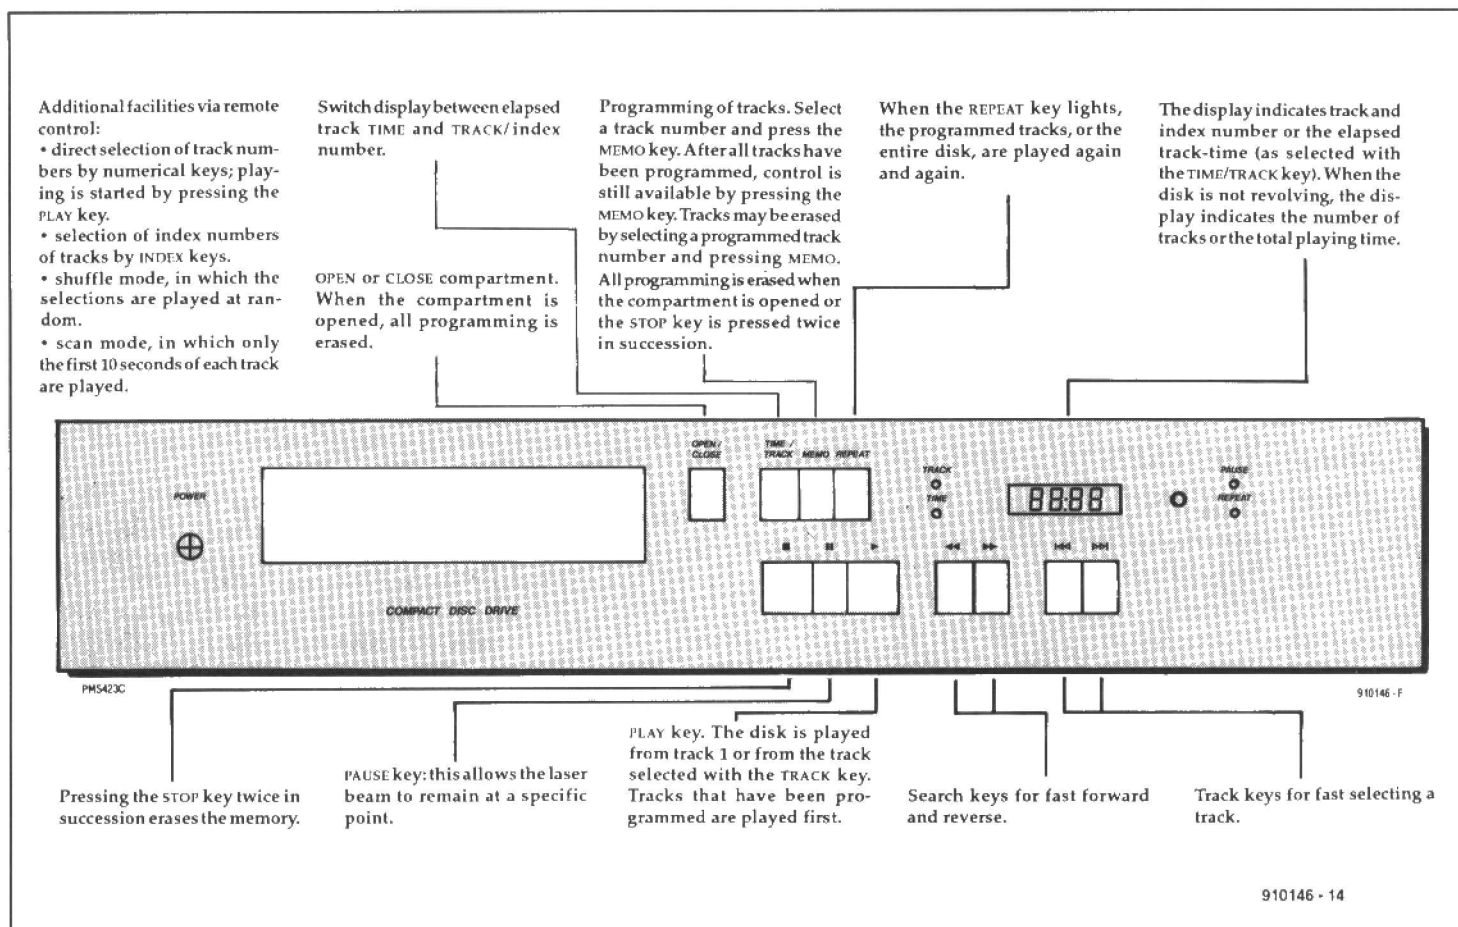 Additional facilities via remote
control:
• direct selection of track num-
bers by numerical keys; play-
ing is started by pressing the
PLAY key.
• selection of index numbers
of tracks by INDEX keys.
• shuffle mode, in which the
selections are played at ran-
dom.
• scan mode, in which only
the first 10 seconds of each track
are played.
Switch display between elapsed
track TIME and TRACK/index
number.
OPEN or CLOSE compartment.
When the compartment is
opened, all programming is
erased.
Programming of tracks. Select
a track number and press the
MEMO key. After all tracks have
been programmed, control is
still available by pressing the
MEMO key. Tracks may be erased
by selecting a programmed track
number and pressing MEMO.
All programming is erased when
the compartment is opened or
the STOP key is pressed twice
in succession.
When the REPEAT key lights,
the programmed tracks, or the
entire disk, are played again
and again.
The display indicates track and
index number or the elapsed
track-time (as selected with
the TIME/TRACK key). When the
disk is not revolving, the dis-
play indicates the number of
tracks or the total playing time.
POWER
OPEN /
CLOSE
TIME /
TRACK MEMO REPEAT
TRACK
TIME
88:88
PAUSE
REPEAT
COMPACT DISC DRIVE
PMS423C
910146 - F
Pressing the STOP key twice in
succession erases the memory.
PAUSE key: this allows the laser
beam to remain at a specific
point.
PLAY key. The disk is played
from track 1 or from the track
selected with the TRACK key.
Tracks that have been pro-
grammed are played first.
Search keys for fast forward
and reverse.
Track keys for fast selecting a
track.
910146 - 14